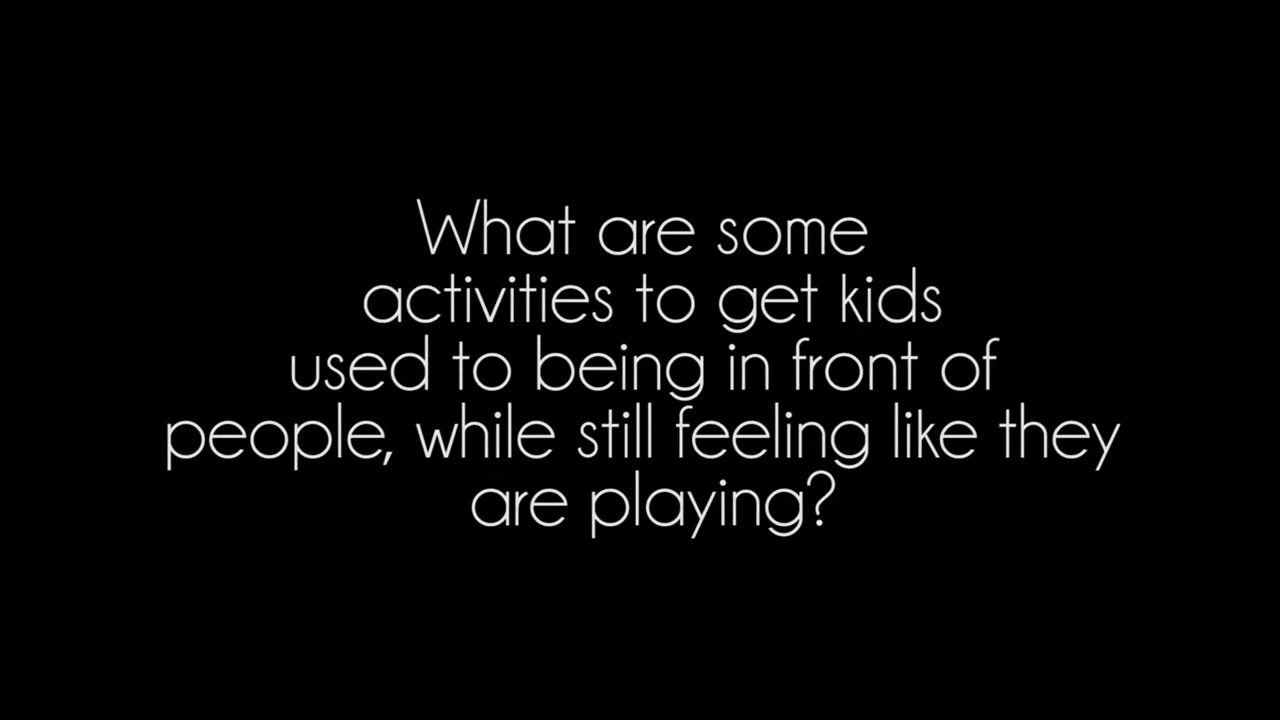 What are some
activities to get kids
used to being in front of
people, while still feeling like they
are playing?